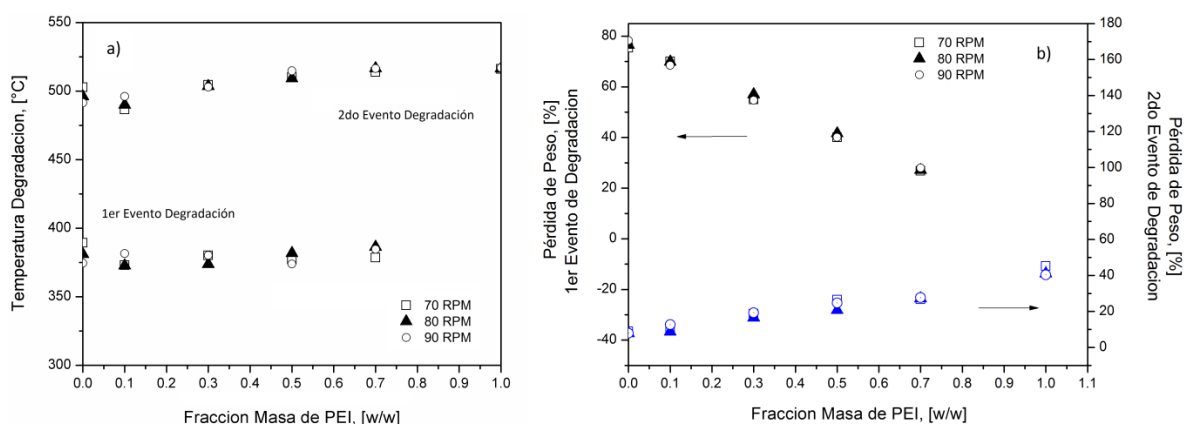 a)
550
500
450
400
350
300
Temperatura Degradacion, [°C]
2do Evento Degradación
1er Evento Degradación
70 RPM
80 RPM
90 RPM
0.0 0.1 0.2 0.3 0.4 0.5 0.6 0.7 0.8 0.9 1.0
Fraccion Masa de PEI, [w/w]
b)
80
60
40
20
0
-20
-40
Pérdida de Peso, [%]
1er Evento de Degradacion
70 RPM
80 RPM
90 RPM
180
160
140
120
100
80
60
40
20
0
Pérdida de Peso, [%]
2do Evento de Degradacion
0.0 0.1 0.2 0.3 0.4 0.5 0.6 0.7 0.8 0.9 1.0 1.1
Fraccion Masa de PEI, [w/w]